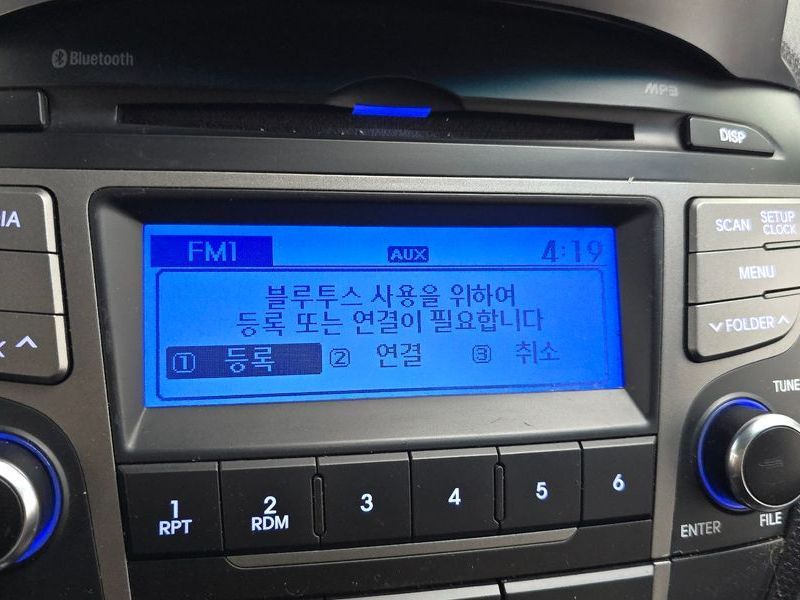 Bluetooth
MP3
DISP
FM1 AUX 4:19
블루투스 사용을 위하여
등록 또는 연결이 필요합니다
① 등록 ② 연결 ③ 취소
SCAN SETUP CLOCK
MENU
FOLDER
TUNE
1 RPT
2 RDM
3
4
5
6
ENTER
FILE